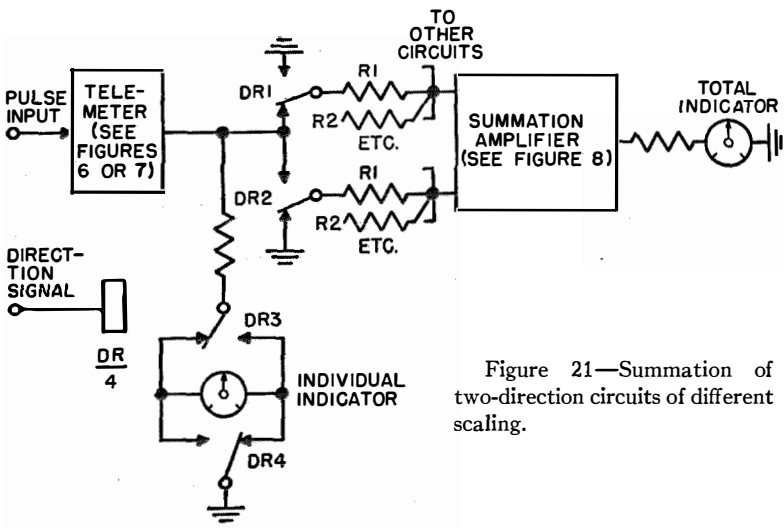 TO
OTHER
CIRCUITS
PULSE
INPUT
TELE-
METER
(SEE
FIGURES
6 OR 7)
DR1
R1
R2
ETC.
SUMMATION
AMPLIFIER
(SEE FIGURE 8)
TOTAL
INDICATOR
DR2
R1
R2
ETC.
DIRECT-
TION
SIGNAL
DR
4
DR3
INDIVIDUAL
INDICATOR
DR4
Figure 21—Summation of
two-direction circuits of different
scaling.